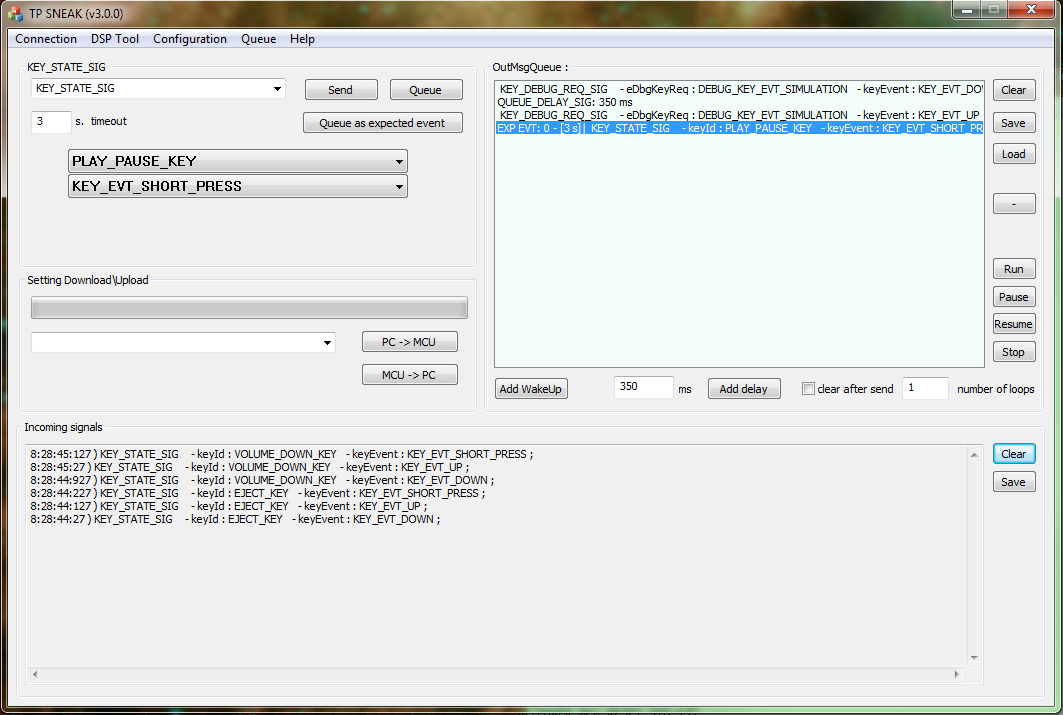 TP SNEAK (v3.0.0)
Connection DSP Tool Configuration Queue Help
KEY_STATE_SIG
KEY_STATE_SIG
Send
Queue
3 s. timeout
Queue as expected event
PLAY_PAUSE_KEY
KEY_EVT_SHORT_PRESS
Setting Download\Upload
PC -> MCU
MCU -> PC
OutMsgQueue :
KEY_DEBUG_REQ_SIG - eDbgKeyReq : DEBUG_KEY_EVT_SIMULATION - keyEvent : KEY_EVT_DOW
QUEUE_DELAY_SIG: 350 ms
KEY_DEBUG_REQ_SIG - eDbgKeyReq : DEBUG_KEY_EVT_SIMULATION - keyEvent : KEY_EVT_UP
EXP EVT: 0 - [3 s]| KEY_STATE_SIG - keyId : PLAY_PAUSE_KEY - keyEvent : KEY_EVT_SHORT_PR
Clear
Save
Load
-
Run
Pause
Resume
Stop
Add WakeUp
350 ms
Add delay
clear after send
1 number of loops
Incoming signals
8:28:45:127 ) KEY_STATE_SIG - keyId : VOLUME_DOWN_KEY - keyEvent : KEY_EVT_SHORT_PRESS ;
8:28:45:27 ) KEY_STATE_SIG - keyId : VOLUME_DOWN_KEY - keyEvent : KEY_EVT_UP ;
8:28:44:927 ) KEY_STATE_SIG - keyId : VOLUME_DOWN_KEY - keyEvent : KEY_EVT_DOWN ;
8:28:44:227 ) KEY_STATE_SIG - keyId : EJECT_KEY - keyEvent : KEY_EVT_SHORT_PRESS ;
8:28:44:127 ) KEY_STATE_SIG - keyId : EJECT_KEY - keyEvent : KEY_EVT_UP ;
8:28:44:27 ) KEY_STATE_SIG - keyId : EJECT_KEY - keyEvent : KEY_EVT_DOWN ;
Clear
Save